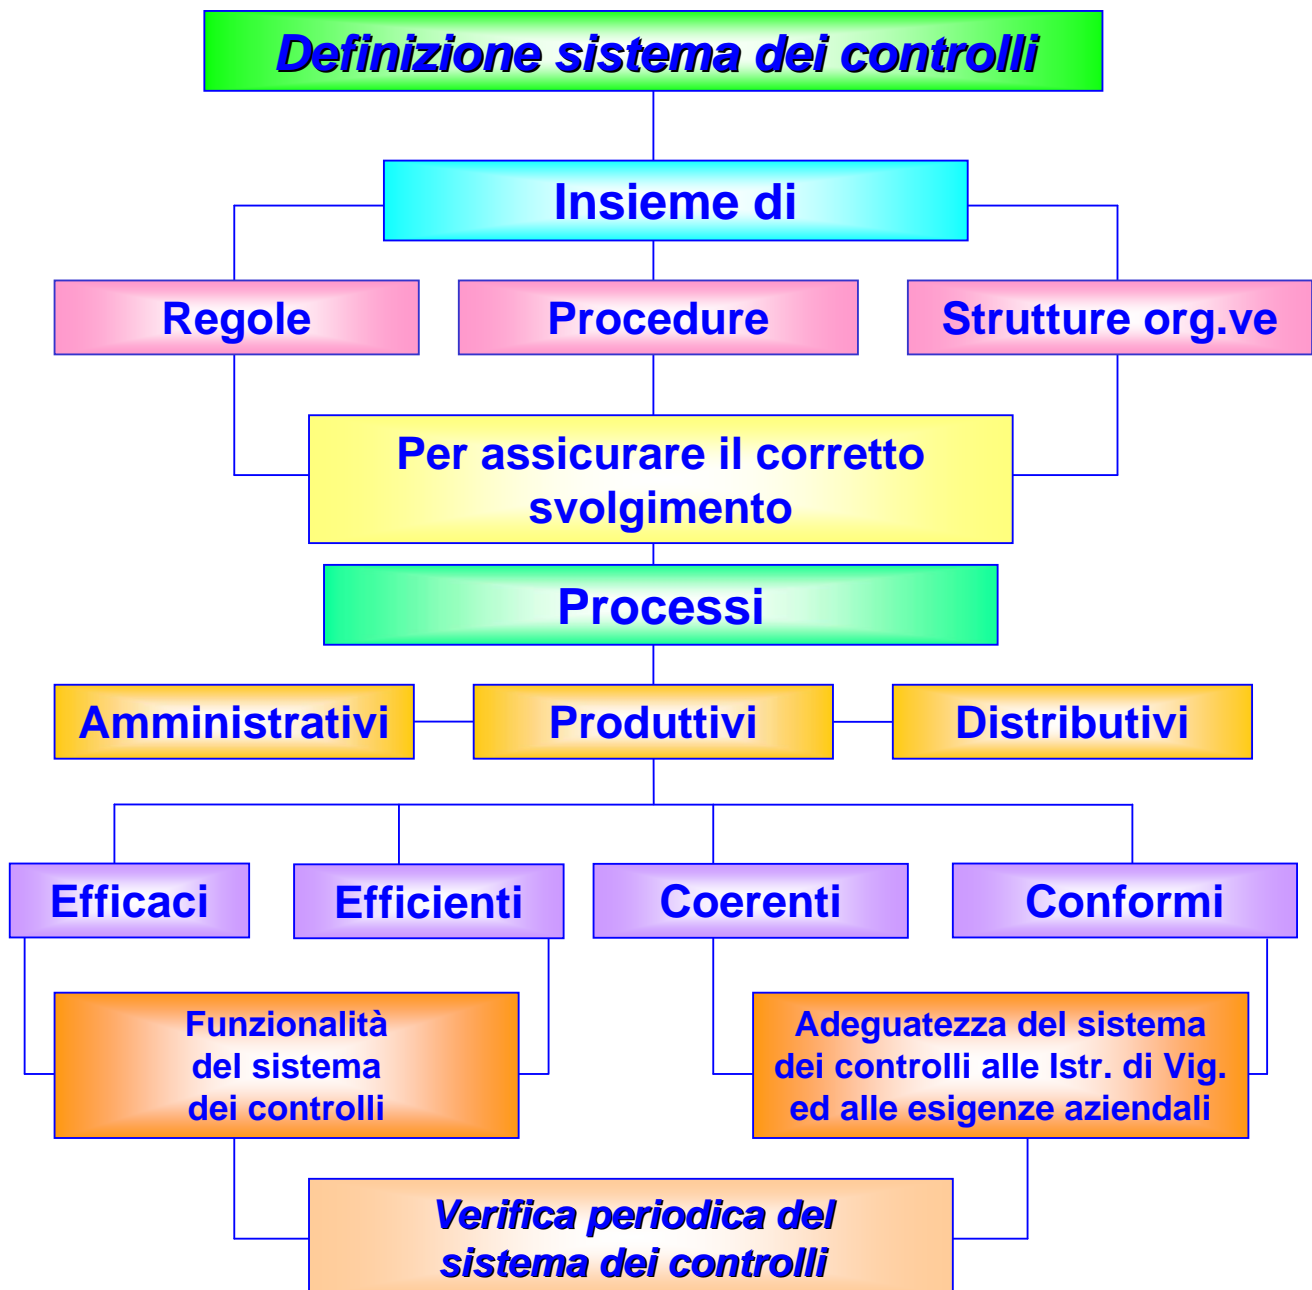 Definizione sistema dei controlli
Insieme di
Regole
Procedure
Strutture org.ve
Per assicurare il corretto
svolgimento
Processi
Amministrativi
Produttivi
Distributivi
Efficaci
Efficienti
Coerenti
Conformi
Funzionalità
del sistema
dei controlli
Adeguatezza del sistema
dei controlli alle Istr. di Vig.
ed alle esigenze aziendali
Verifica periodica del
sistema dei controlli